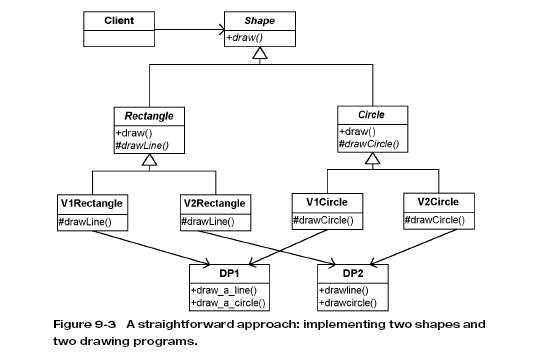 Client
Shape
+draw()
Rectangle
+draw()
#drawLine()
Circle
+draw()
#drawCircle()
V1Rectangle
#drawLine()
V2Rectangle
#drawLine()
V1Circle
#drawCircle()
V2Circle
#drawCircle()
DP1
+draw_a_line()
+draw_a_circle()
DP2
+drawline()
+drawcircle()
Figure 9-3 A straightforward approach: implementing two shapes and
two drawing programs.